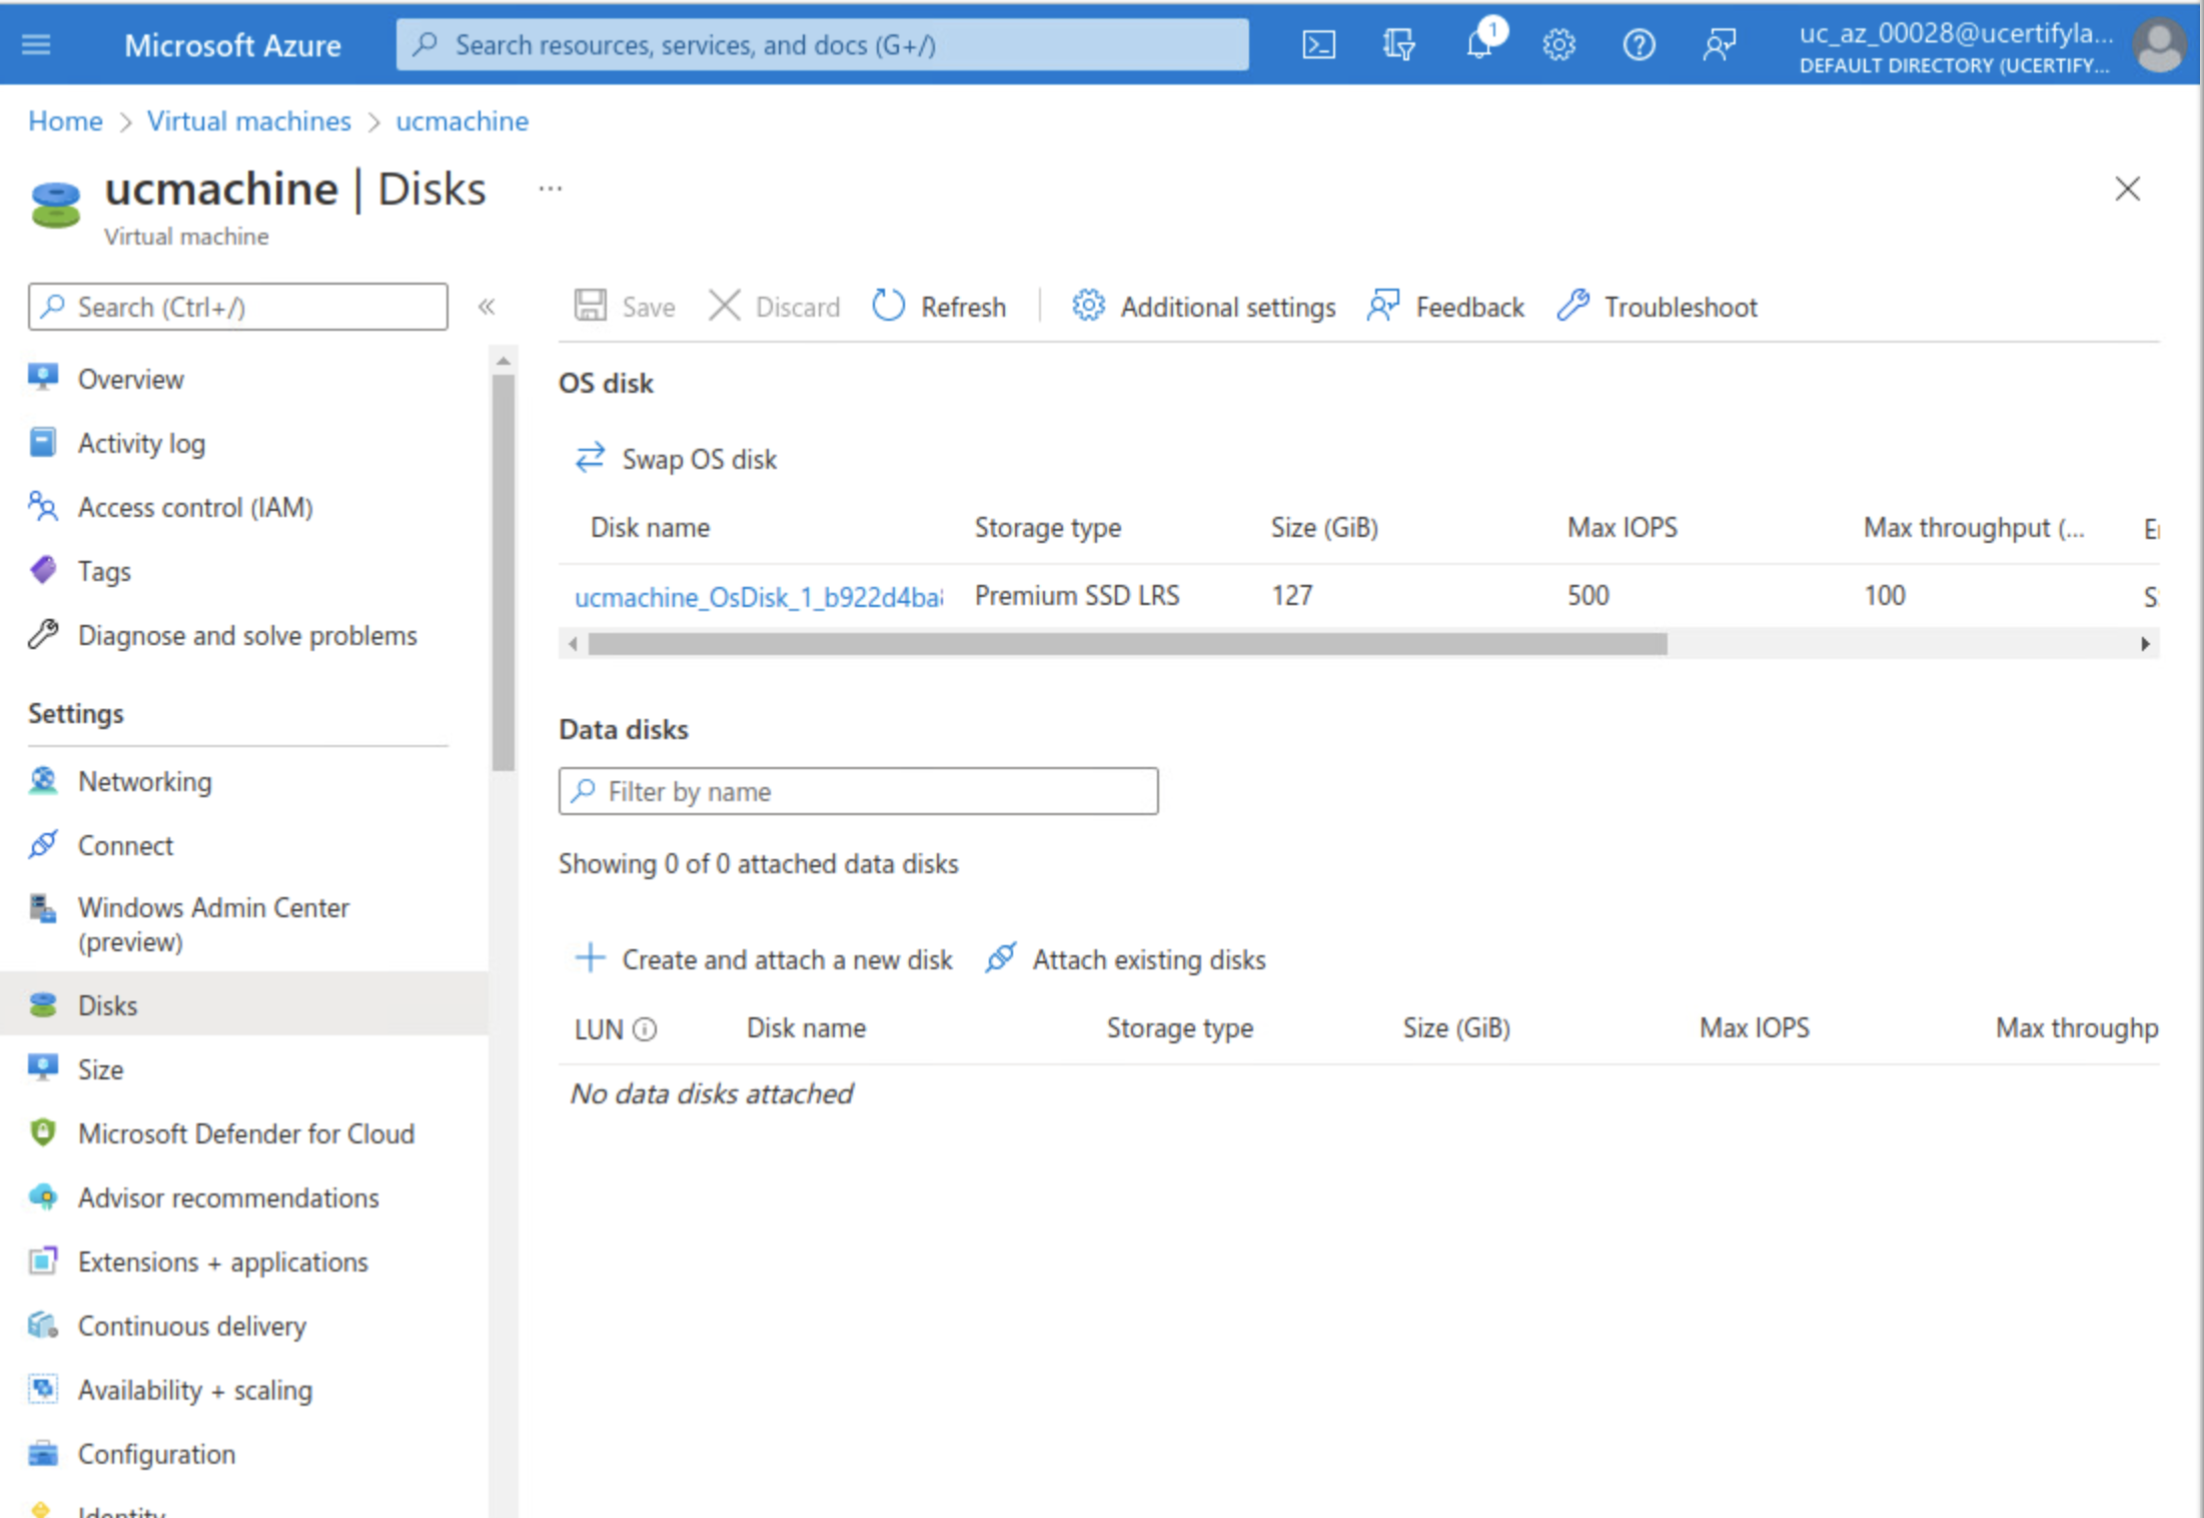 Microsoft Azure
Search resources, services, and docs (G+/)
1
uc_az_00028@ucertifyla...
DEFAULT DIRECTORY (UCERTIFY...
Home > Virtual machines > ucmachine
ucmachine | Disks ...
Virtual machine
Search (Ctrl+/)
«
Save Discard Refresh Additional settings Feedback Troubleshoot
Overview
Activity log
Access control (IAM)
Tags
Diagnose and solve problems
Settings
Networking
Connect
Windows Admin Center
(preview)
Disks
Size
Microsoft Defender for Cloud
Advisor recommendations
Extensions + applications
Continuous delivery
Availability + scaling
Configuration
Identity
OS disk
Swap OS disk
Disk name Storage type Size (GiB) Max IOPS Max throughput (...
ucmachine_OsDisk_1_b922d4ba Premium SSD LRS 127 500 100
Data disks
Filter by name
Showing 0 of 0 attached data disks
Create and attach a new disk Attach existing disks
LUN Disk name Storage type Size (GiB) Max IOPS Max throughp
No data disks attached